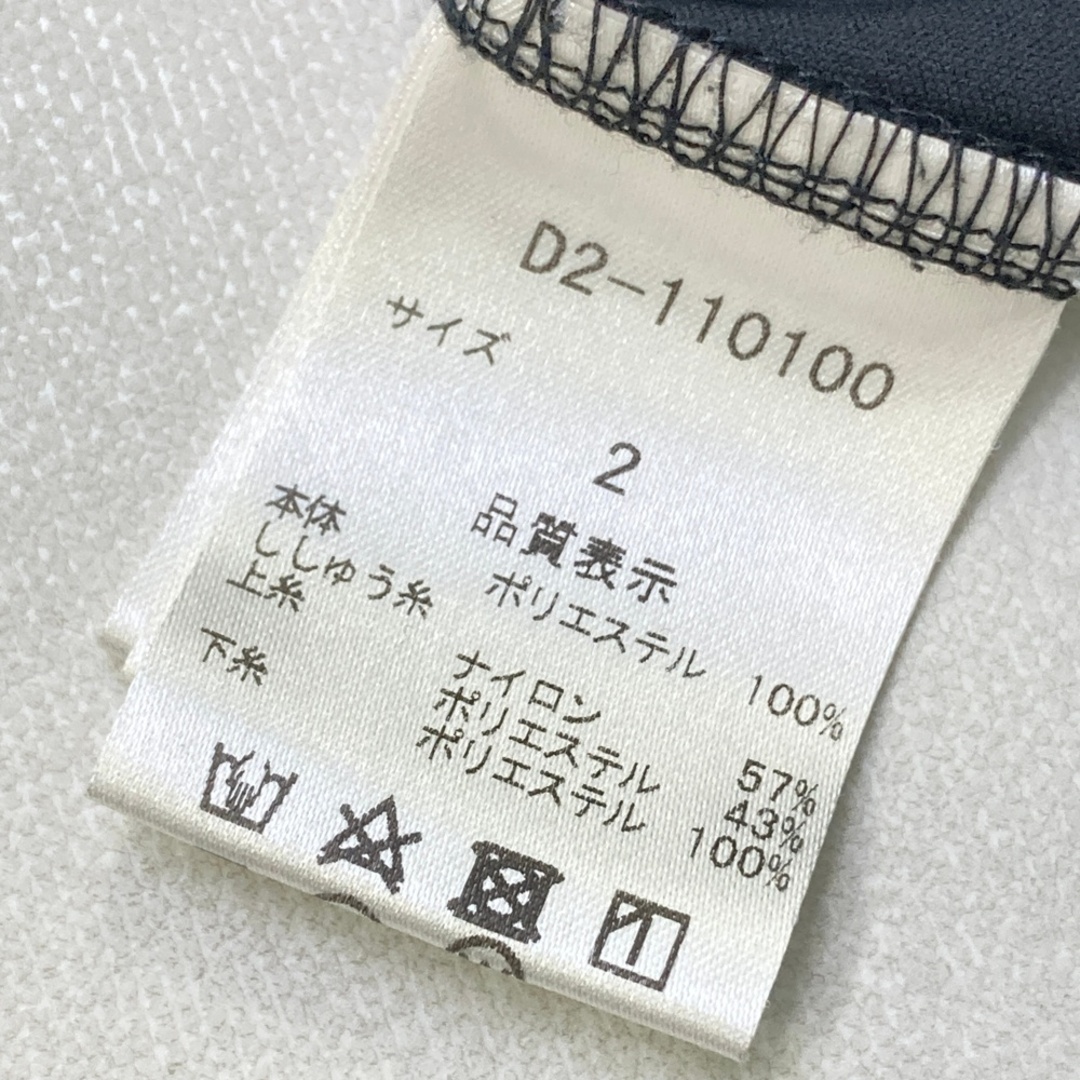 D2-110100
サイズ
2
品質表示
本体 ポリエステル 100%
ししゅう糸
上糸 ナイロン 57%
ポリエステル 43%
下糸 ポリエステル 100%